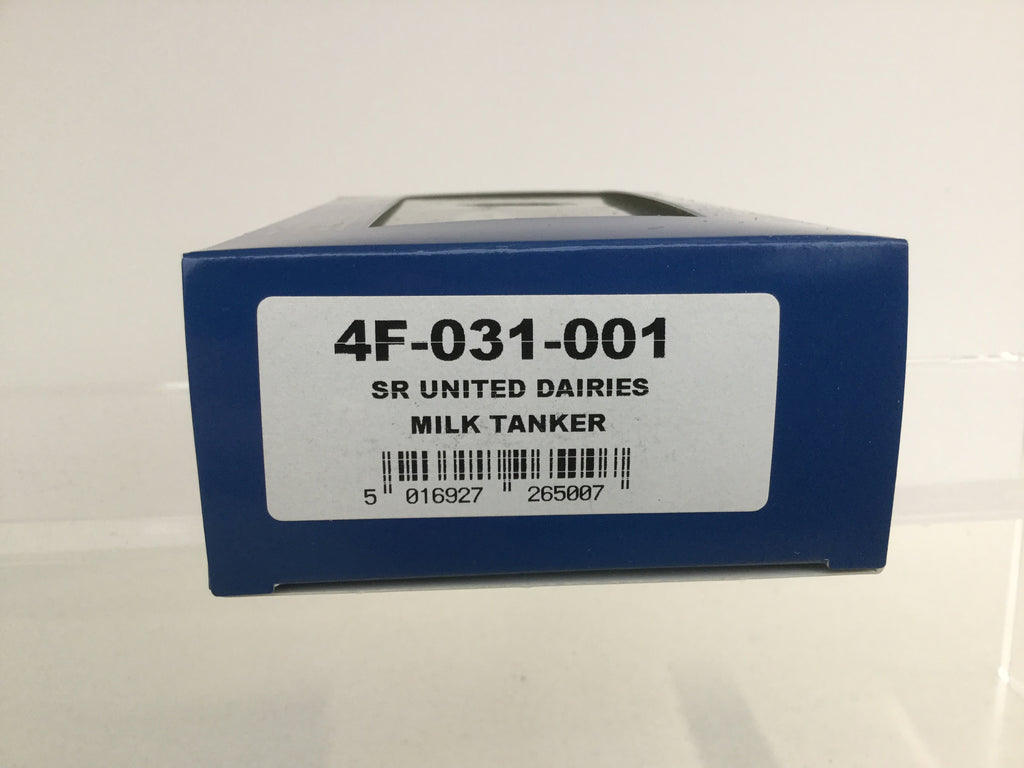 4F-031-001
SR UNITED DAIRIES
MILK TANKER
5 016927 265007